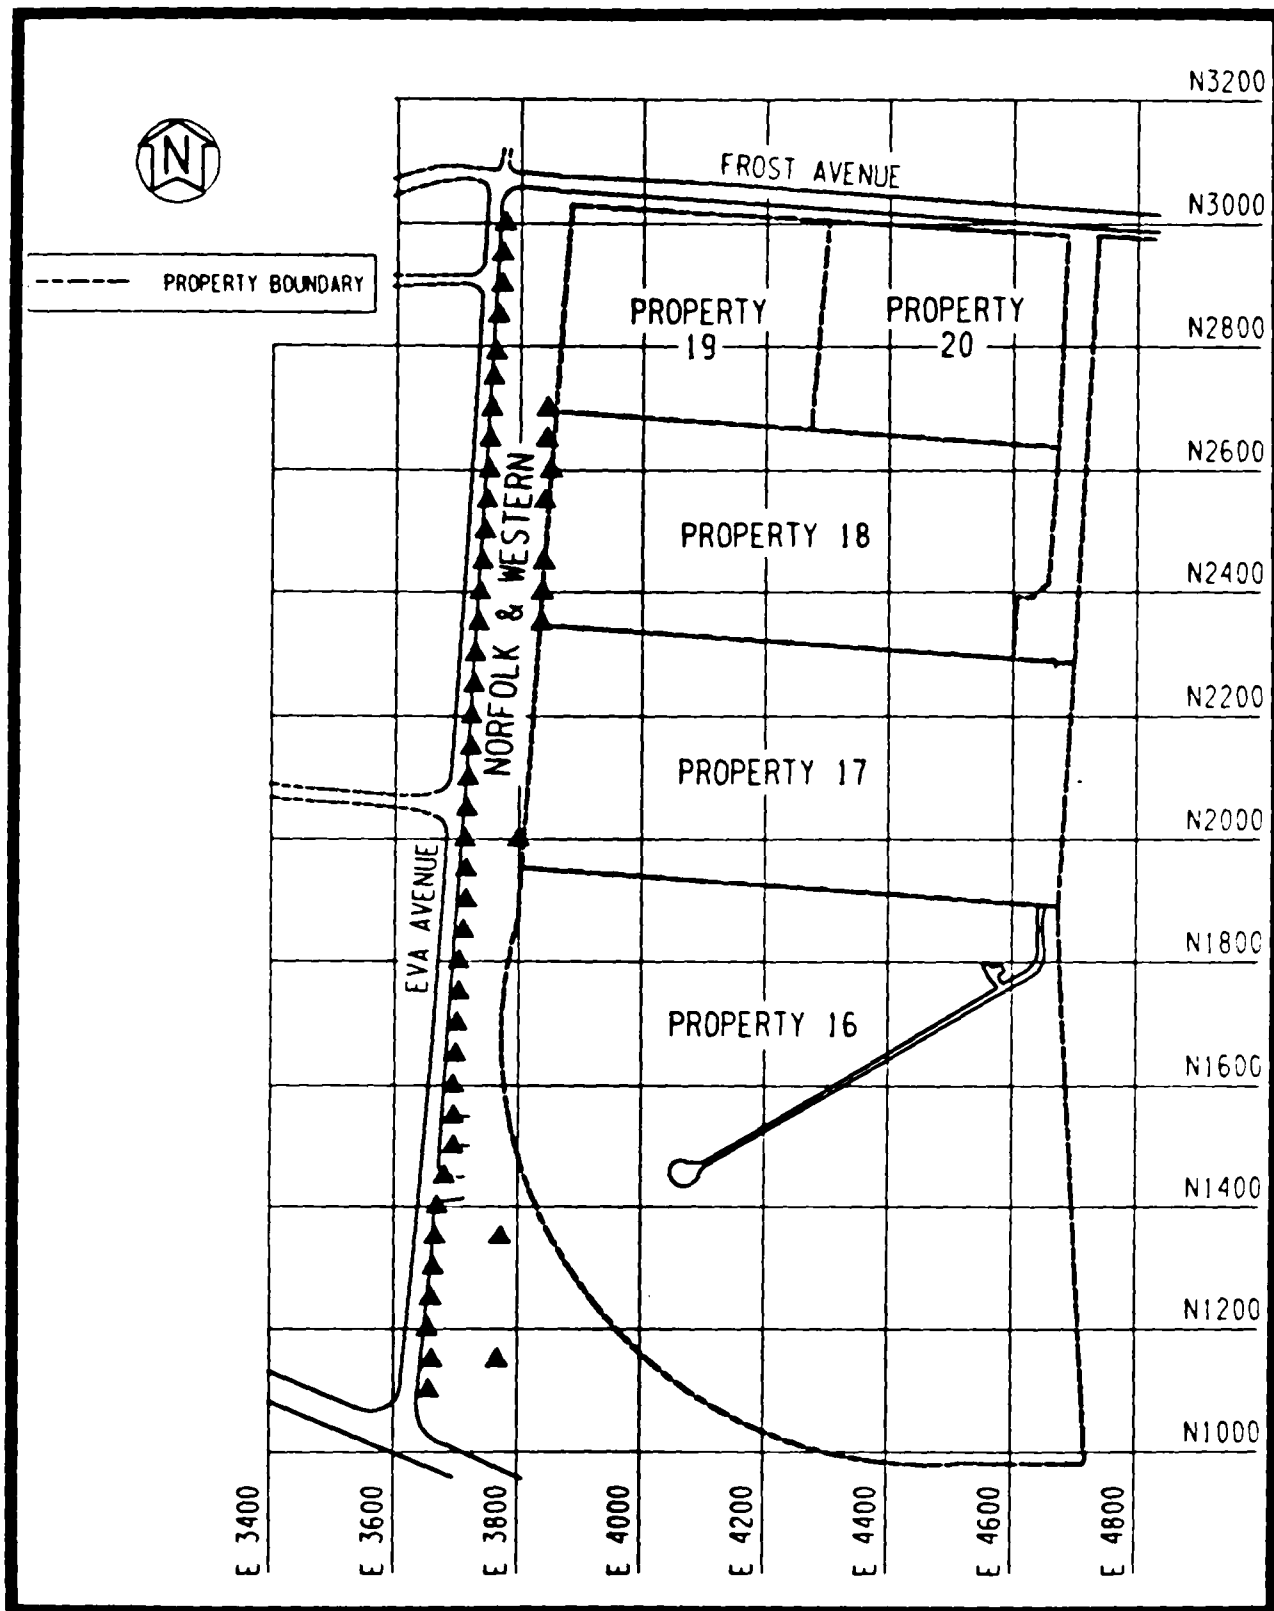 N3200
N
FROST AVENUE
N3000
PROPERTY BOUNDARY
PROPERTY
19
PROPERTY
20
N2800
N2600
NORFOLK & WESTERN
PROPERTY 18
N2400
N2200
PROPERTY 17
N2000
EVA AVENUE
N1800
PROPERTY 16
N1600
N1400
N1200
N1000
E 3400
E 3600
E 3800
E 4000
E 4200
E 4400
E 4600
E 4800